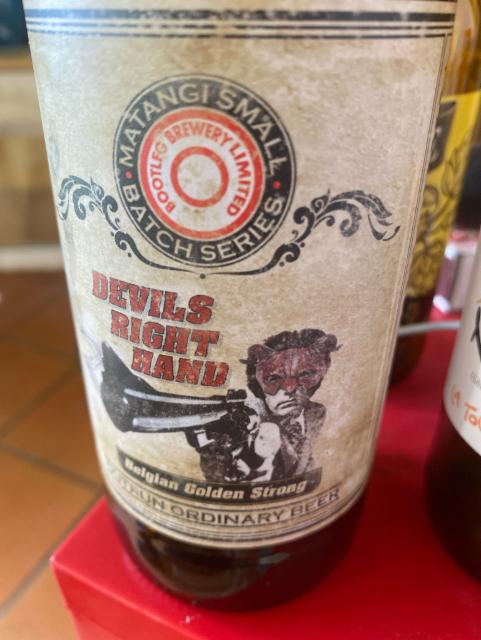 MATANGI SMALL
BATCH SERIES
BOOTLEG BREWERY LIMITED
DEVILS
RIGHT
HAND
Belgian Golden Strong
ORDINARY BEER